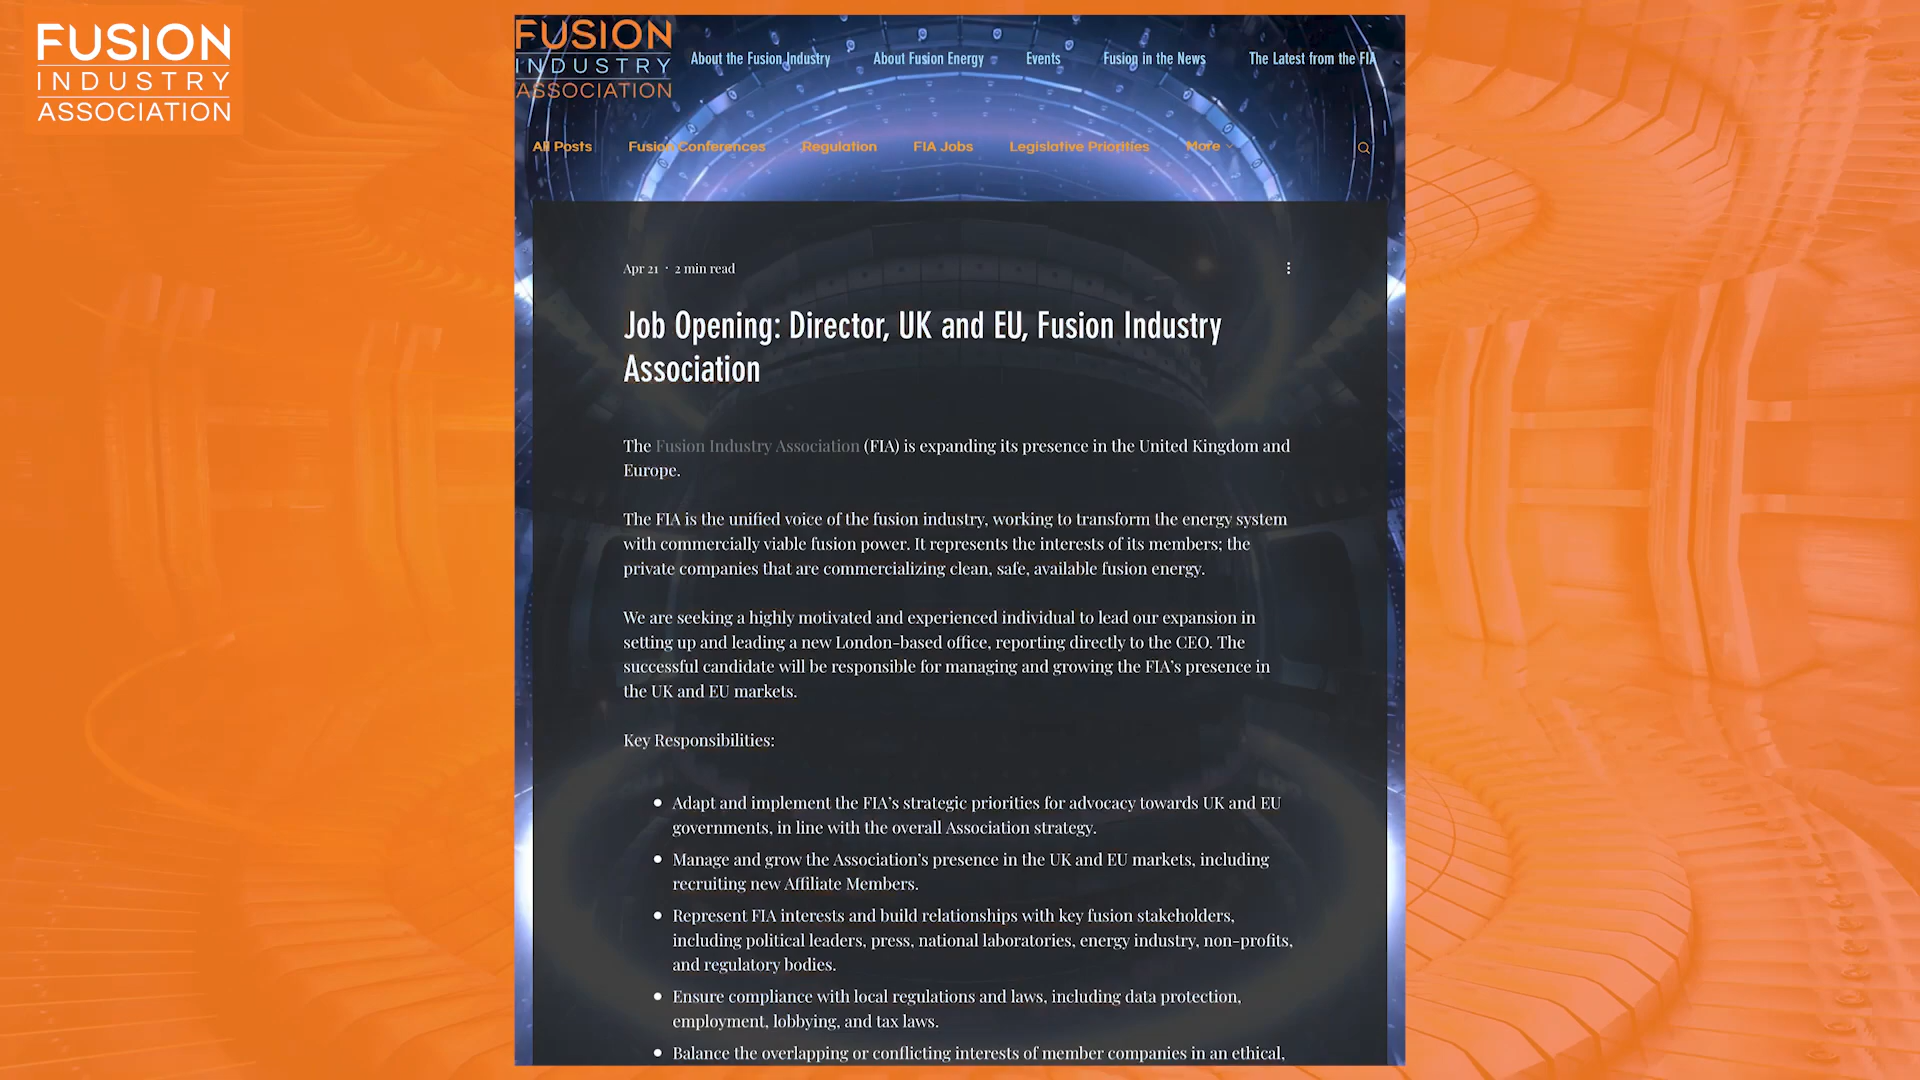 FUSION
INDUSTRY
ASSOCIATION
FUSION
INDUSTRY
ASSOCIATION
About the Fusion Industry
About Fusion Energy
Events
Fusion in the News
The Latest from the FIA
All Posts
Fusion Conferences
Regulation
FIA Jobs
Legislative Priorities
More
Apr 21 · 2 min read
Job Opening: Director, UK and EU, Fusion Industry
Association
The Fusion Industry Association (FIA) is expanding its presence in the United Kingdom and
Europe.
The FIA is the unified voice of the fusion industry, working to transform the energy system
with commercially viable fusion power. It represents the interests of its members; the
private companies that are commercializing clean, safe, available fusion energy.
We are seeking a highly motivated and experienced individual to lead our expansion in
setting up and leading a new London-based office, reporting directly to the CEO. The
successful candidate will be responsible for managing and growing the FIA's presence in
the UK and EU markets.
Key Responsibilities:
• Adapt and implement the FIA's strategic priorities for advocacy towards UK and EU
governments, in line with the overall Association strategy.
• Manage and grow the Association's presence in the UK and EU markets, including
recruiting new Affiliate Members.
• Represent FIA interests and build relationships with key fusion stakeholders,
including political leaders, press, national laboratories, energy industry, non-profits,
and regulatory bodies.
• Ensure compliance with local regulations and laws, including data protection,
employment, lobbying, and tax laws.
• Balance the overlapping or conflicting interests of member companies in an ethical,